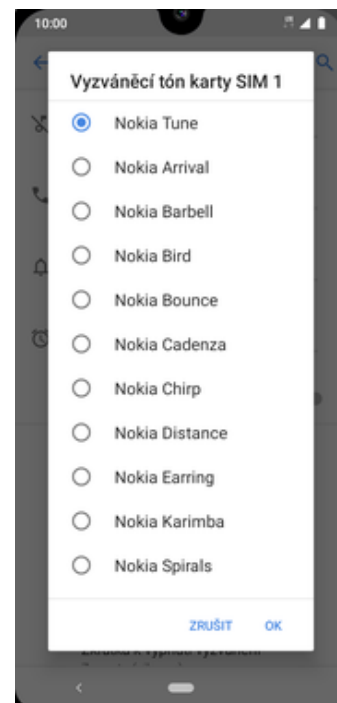 10:00
Vyzváněcí tón karty SIM 1
Nokia Tune
Nokia Arrival
Nokia Barbell
Nokia Bird
Nokia Bounce
Nokia Cadenza
Nokia Chirp
Nokia Distance
Nokia Earring
Nokia Karimba
Nokia Spirals
ZRUŠIT OK